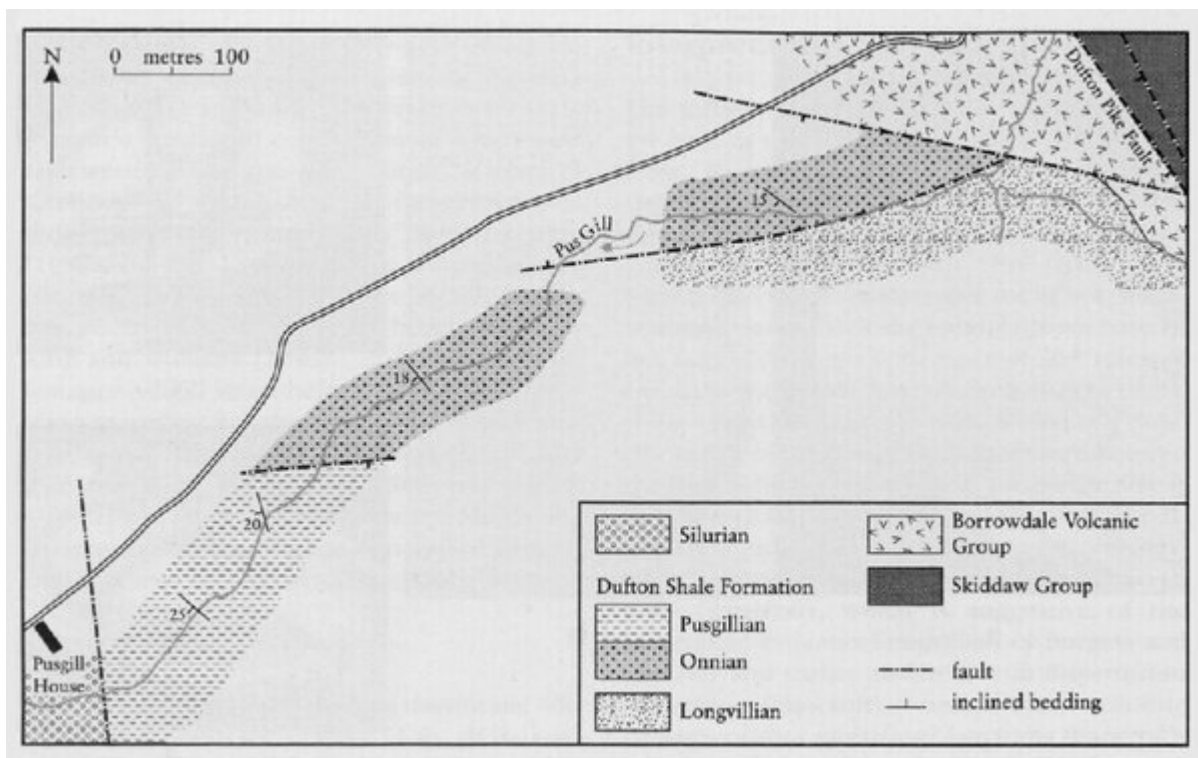 N
0 metres 100
Dufton Pike Fault
15
Pus Gill
18
20
25
Pusgill
House
Silurian
Dufton Shale Formation
Pusgillian
Onnian
Longvillian
Borrowdale Volcanic
Group
Skiddaw Group
fault
inclined bedding